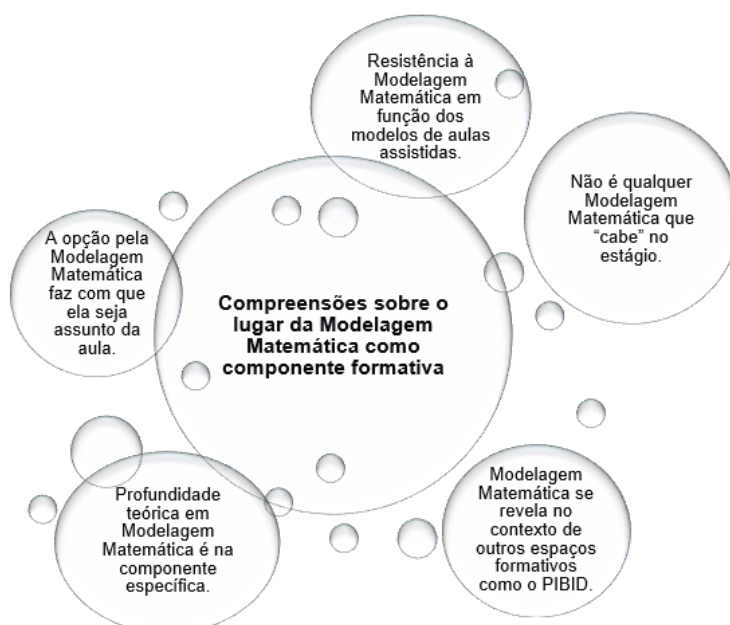 Resistência à
Modelagem
Matemática em
função dos
modelos de aulas
assistidas.
Não é qualquer
Modelagem
Matemática que
“cabe” no
estágio.
A opção pela
Modelagem
Matemática
faz com que
ela seja
assunto da
aula.
Compreensões sobre o
lugar da Modelagem
Matemática como
componente formativa
Profundidade
teórica em
Modelagem
Matemática é na
componente
específica.
Modelagem
Matemática se
revela no
contexto de
outros espaços
formativos
como o PIBID.